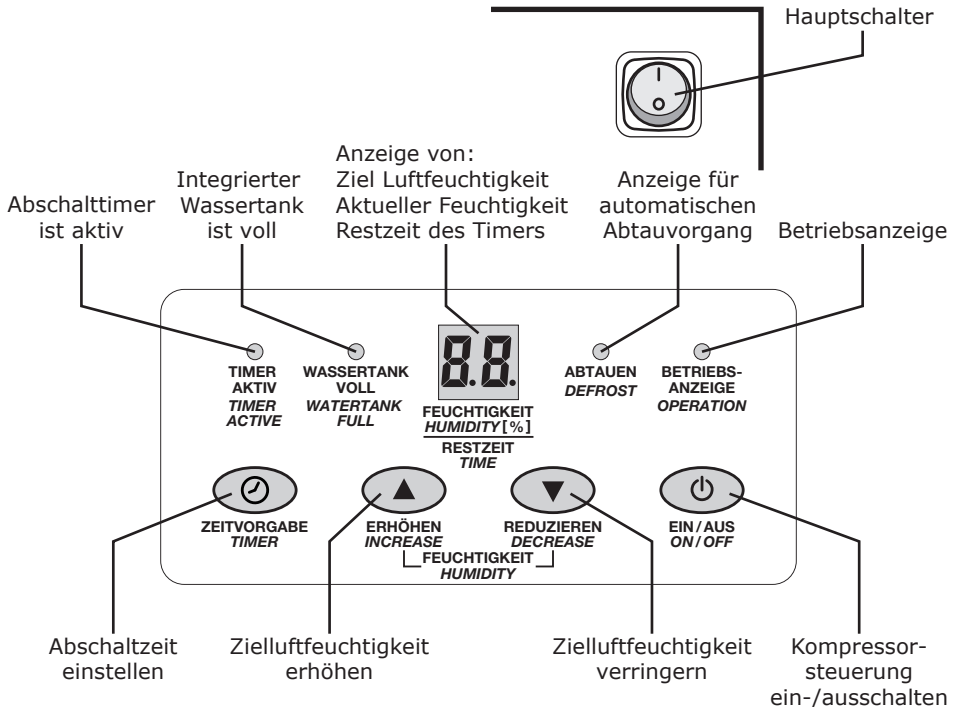 Hauptschalter
I
O
Abschalttimer
ist aktiv
Integrierter
Wassertank
ist voll
Anzeige von:
Ziel Luftfeuchtigkeit
Aktueller Feuchtigkeit
Restzeit des Timers
Anzeige für
automatischen
Abtauvorgang
Betriebsanzeige
TIMER
AKTIV
TIMER
ACTIVE
WASSERTANK
VOLL
WATERTANK
FULL
8.8.
FEUCHTIGKEIT
HUMIDITY [%]
RESTZEIT
TIME
ABTAUEN
DEFROST
BETRIEBS-
ANZEIGE
OPERATION
ZEITVORGABE
TIMER
ERHÖHEN
INCREASE
REDUZIEREN
DECREASE
FEUCHTIGKEIT
HUMIDITY
EIN/AUS
ON/OFF
Abschaltzeit
einstellen
Zielluftfeuchtigkeit
erhöhen
Zielluftfeuchtigkeit
verringern
Kompressor-
steuerung
ein-/ausschalten